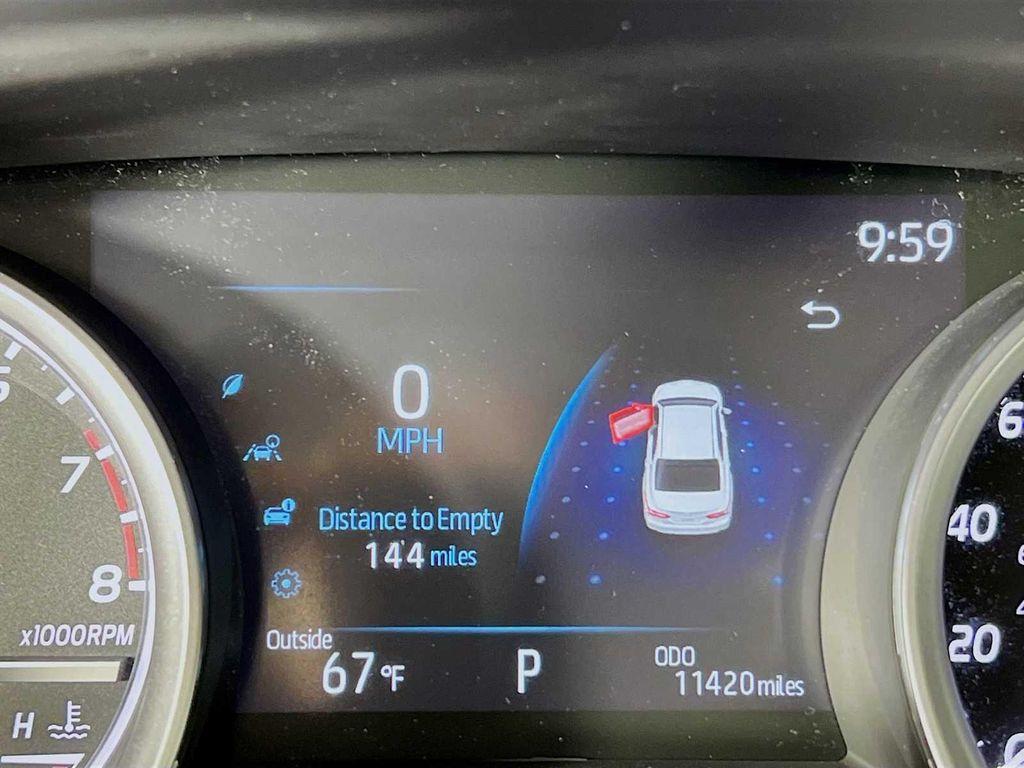 9:59
0
MPH
Distance to Empty
144 miles
Outside
67 °F
P
ODO
11420 miles
7
8
x1000RPM
H
40
20